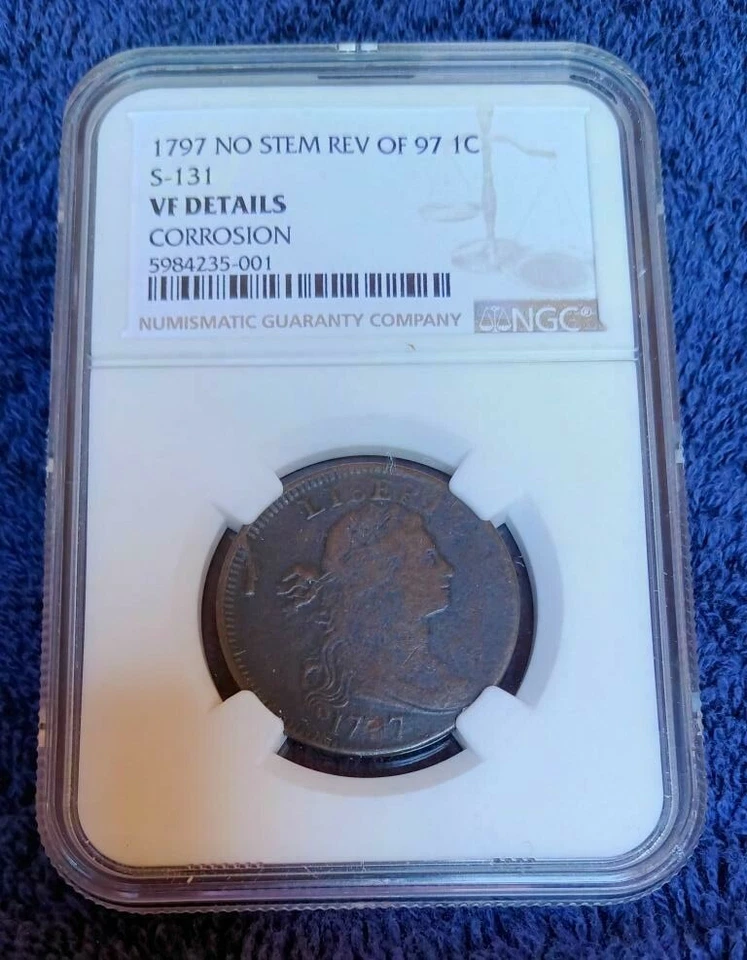 1797 NO STEM REV OF 97 1C
S-131
VF DETAILS
CORROSION
5984235-001
NUMISMATIC GUARANTY COMPANY NGC®
LIBERTY
1797